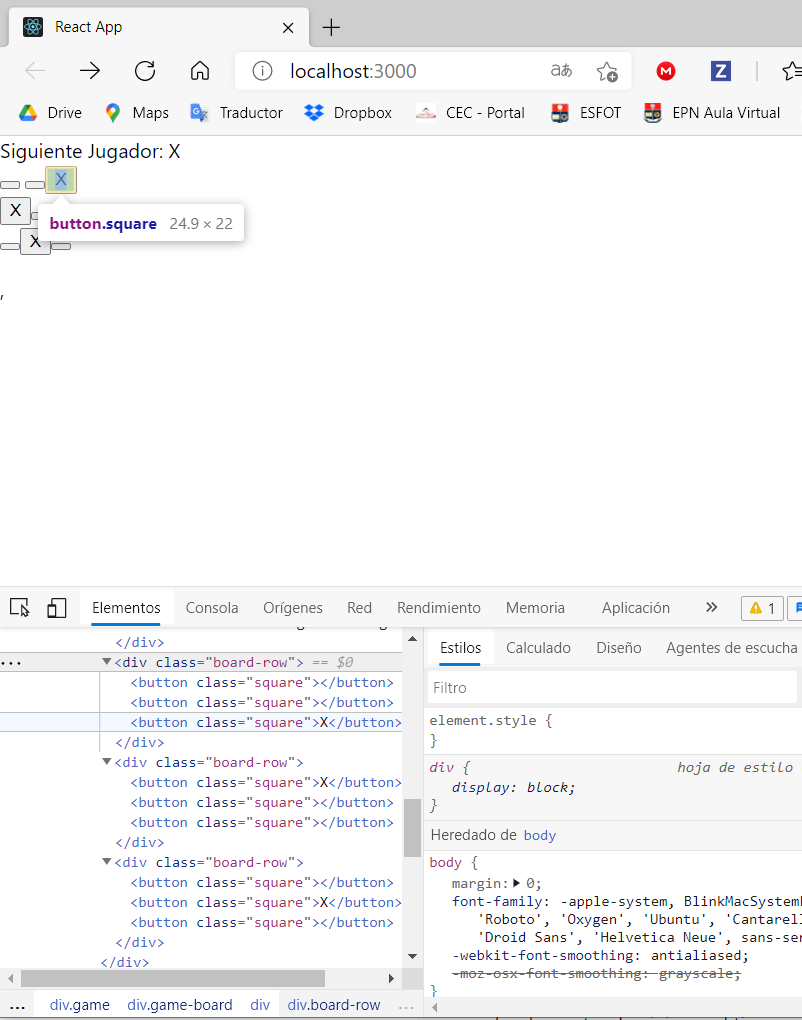 React App
localhost:3000
aあ
M
Z
Drive
Maps
Traductor
Dropbox
CEC - Portal
ESFOT
EPN Aula Virtual
Siguiente Jugador: X
X
X
button.square 24.9 × 22
X
,
Elementos
Consola
Orígenes
Red
Rendimiento
Memoria
Aplicación
»
1
</div>
... ▼<div class="board-row"> == $0
<button class="square"></button>
<button class="square"></button>
<button class="square">X</button>
</div>
▼<div class="board-row">
<button class="square">X</button>
<button class="square"></button>
<button class="square"></button>
</div>
▼<div class="board-row">
<button class="square"></button>
<button class="square">X</button>
<button class="square"></button>
</div>
</div>
... div.game div.game-board div div.board-row ...
Estilos
Calculado
Diseño
Agentes de escucha
Filtro
element.style {
}
div { hoja de estilo
display: block;
}
Heredado de body
body {
margin:▶ 0;
font-family: -apple-system,
'Roboto', 'Oxygen', 'Ubuntu',
'Droid Sans', 'Helvetica Neue',
-webkit-font-smoothing: antialiased;
-moz-osx-font-smoothing: grayscale;
}